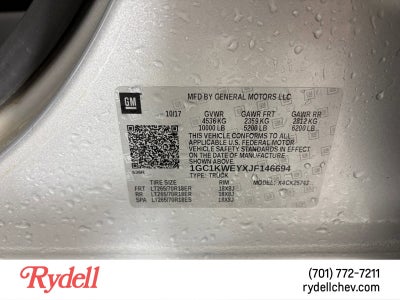 GM
MFD BY GENERAL MOTORS LLC
10/17 GVWR GAWR FRT GAWR RR
4536 KG 2359 KG 2812 KG
10000 LB 5200 LB 6200 LB
THIS VEHICLE CONFORMS TO ALL
APPLICABLE U.S. FEDERAL MOTOR
VEHICLE SAFETY STANDARDS IN EFFECT
ON THE DATE OF MANUFACTURE
SHOWN ABOVE.
1GC1KWEYXJF146694
TYPE: TRUCK MODEL:
TIRE SIZE RIM
FRT LT265/70R18ER 18X8J
RR LT265/70R18ER 18X8J
SPA LT265/70R18ES 18X8J
Rydell
(701) 772-7211
rydellchev.com